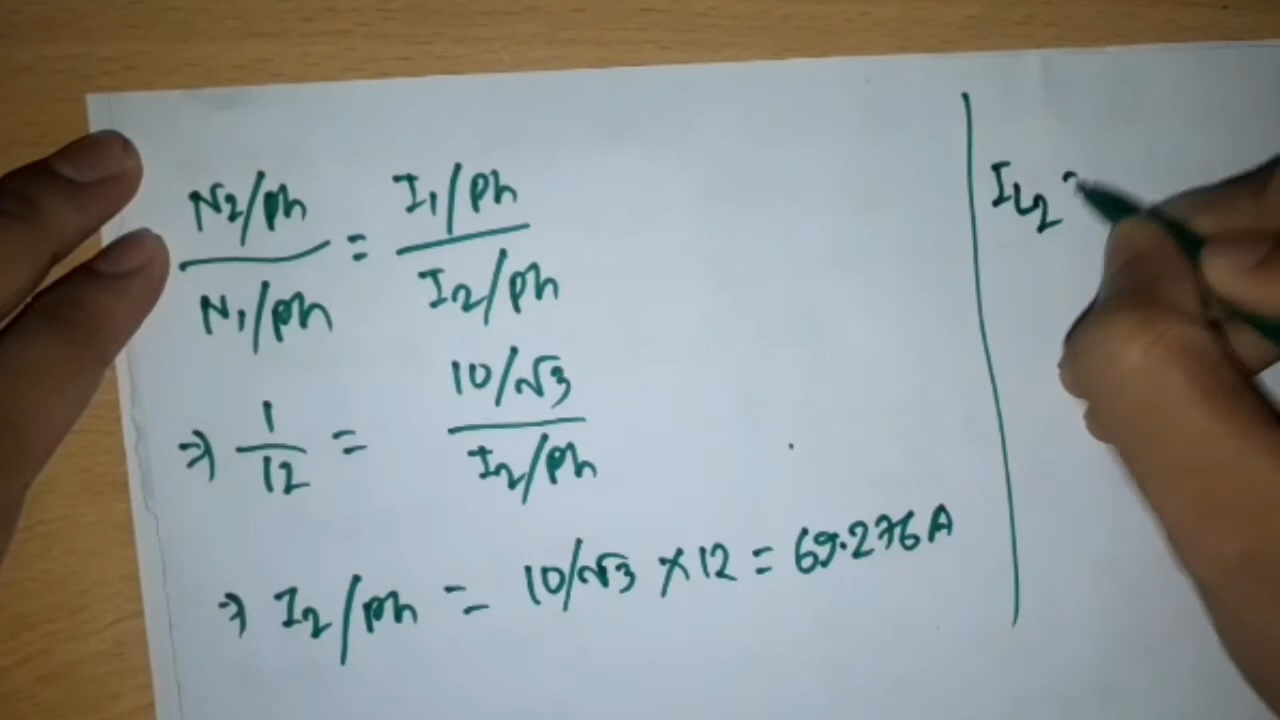 N2/ph / N1/ph = I1/ph / I2/ph
⇒ 1/12 = 10/√3 / I2/ph
⇒ I2/ph = 10/√3 × 12 = 69.276 A
IL2